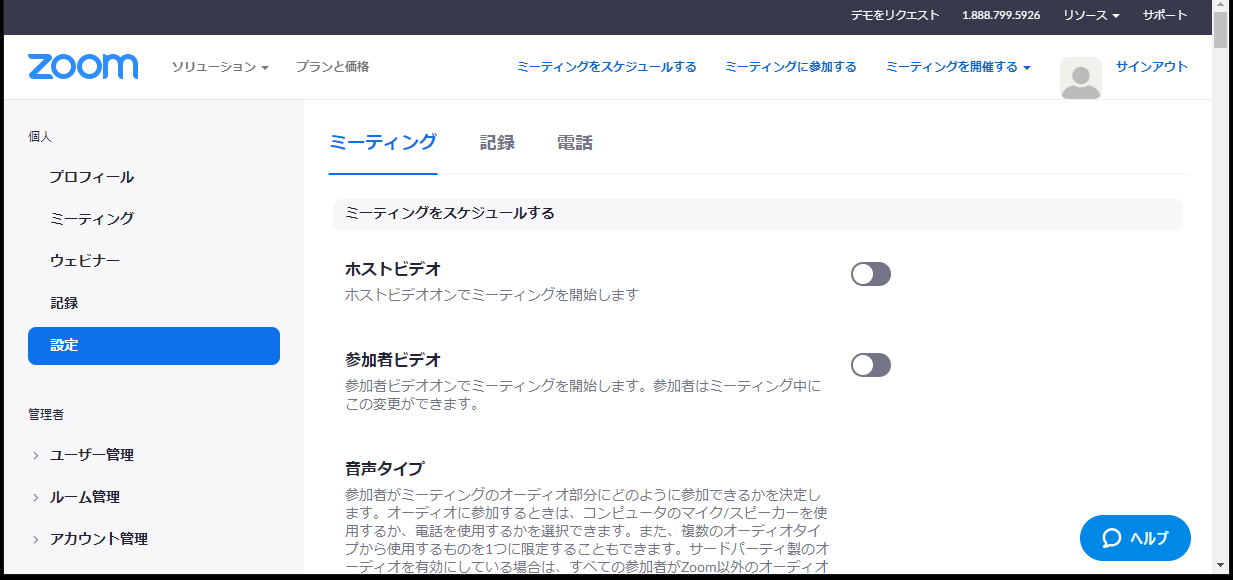 デモをリクエスト 1.888.799.5926 リソース サポート
zoom ソリューション プランと価格 ミーティングをスケジュールする ミーティングに参加する ミーティングを開催する サインアウト
個人
プロフィール
ミーティング
ウェビナー
記録
設定
管理者
ユーザー管理
ルーム管理
アカウント管理
ミーティング 記録 電話
ミーティングをスケジュールする
ホストビデオ
ホストビデオオンでミーティングを開始します
参加者ビデオ
参加者ビデオオンでミーティングを開始します。参加者はミーティング中に
この変更ができます。
音声タイプ
参加者がミーティングのオーディオ部分にどのように参加できるかを決定し
ます。オーディオに参加するときは、コンピュータのマイク/スピーカーを使
用するか、電話を使用するかを選択できます。また、複数のオーディオタイ
プから使用するものを1つに限定することもできます。サードパーティ製のオ
ーディオを有効にしている場合は、すべての参加者がZoom以外のオーディオ
ヘルプ